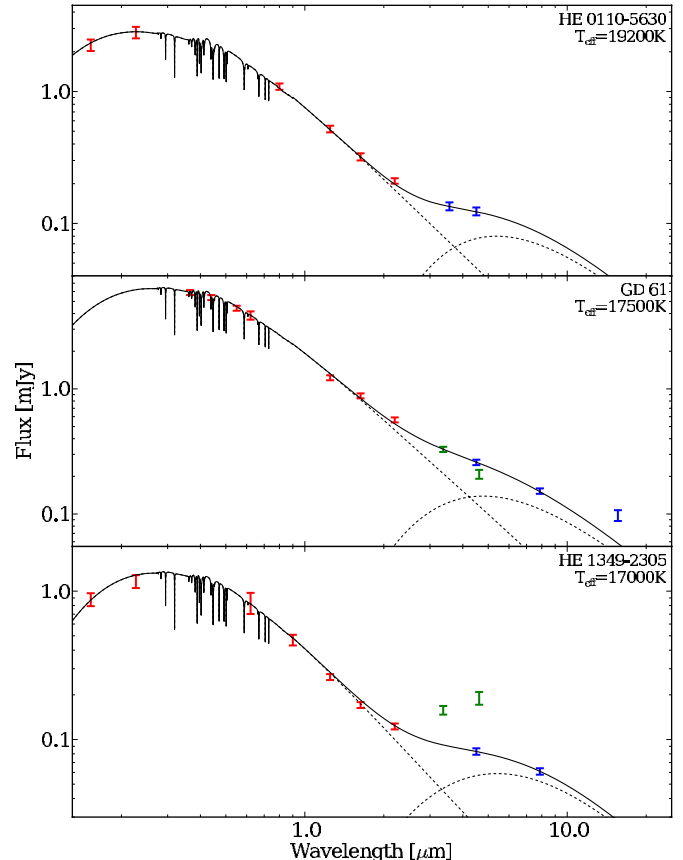 HE 0110-5630
T_eff=19200K
1.0
0.1
GD 61
T_eff=17500K
1.0
0.1
HE 1349-2305
T_eff=17000K
1.0
0.1
Flux [mJy]
1.0
10.0
Wavelength [μm]